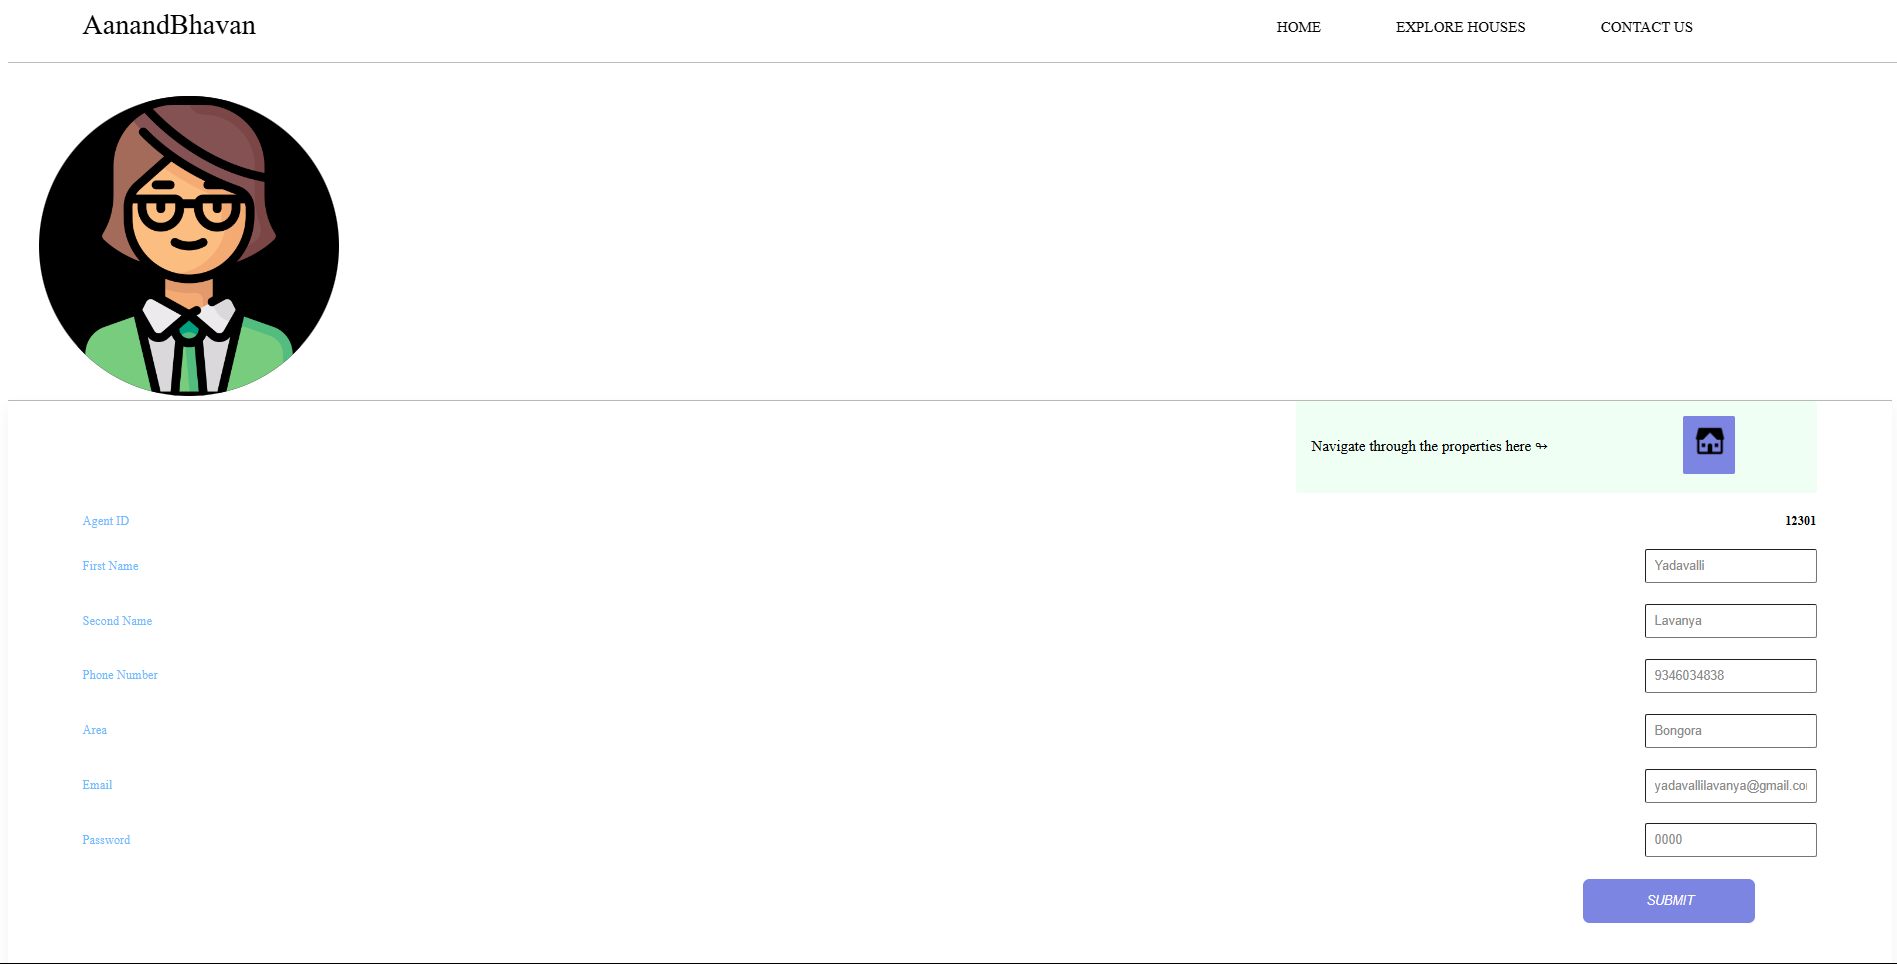 AanandBhavan HOME EXPLORE HOUSES CONTACT US
Navigate through the properties here ↬
Agent ID 12301
First Name Yadavalli
Second Name Lavanya
Phone Number 9346034838
Area Bongora
Email yadavallilavanya@gmail.co
Password 0000
SUBMIT